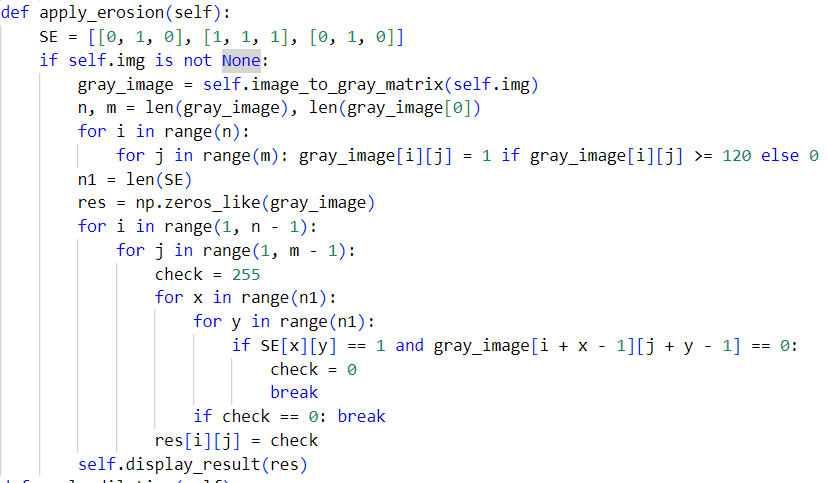 def apply_erosion(self):
    SE = [[0, 1, 0], [1, 1, 1], [0, 1, 0]]
    if self.img is not None:
        gray_image = self.image_to_gray_matrix(self.img)
        n, m = len(gray_image), len(gray_image[0])
        for i in range(n):
            for j in range(m): gray_image[i][j] = 1 if gray_image[i][j] >= 120 else 0
        n1 = len(SE)
        res = np.zeros_like(gray_image)
        for i in range(1, n - 1):
            for j in range(1, m - 1):
                check = 255
                for x in range(n1):
                    for y in range(n1):
                        if SE[x][y] == 1 and gray_image[i + x - 1][j + y - 1] == 0:
                            check = 0
                            break
                    if check == 0: break
                res[i][j] = check
        self.display_result(res)